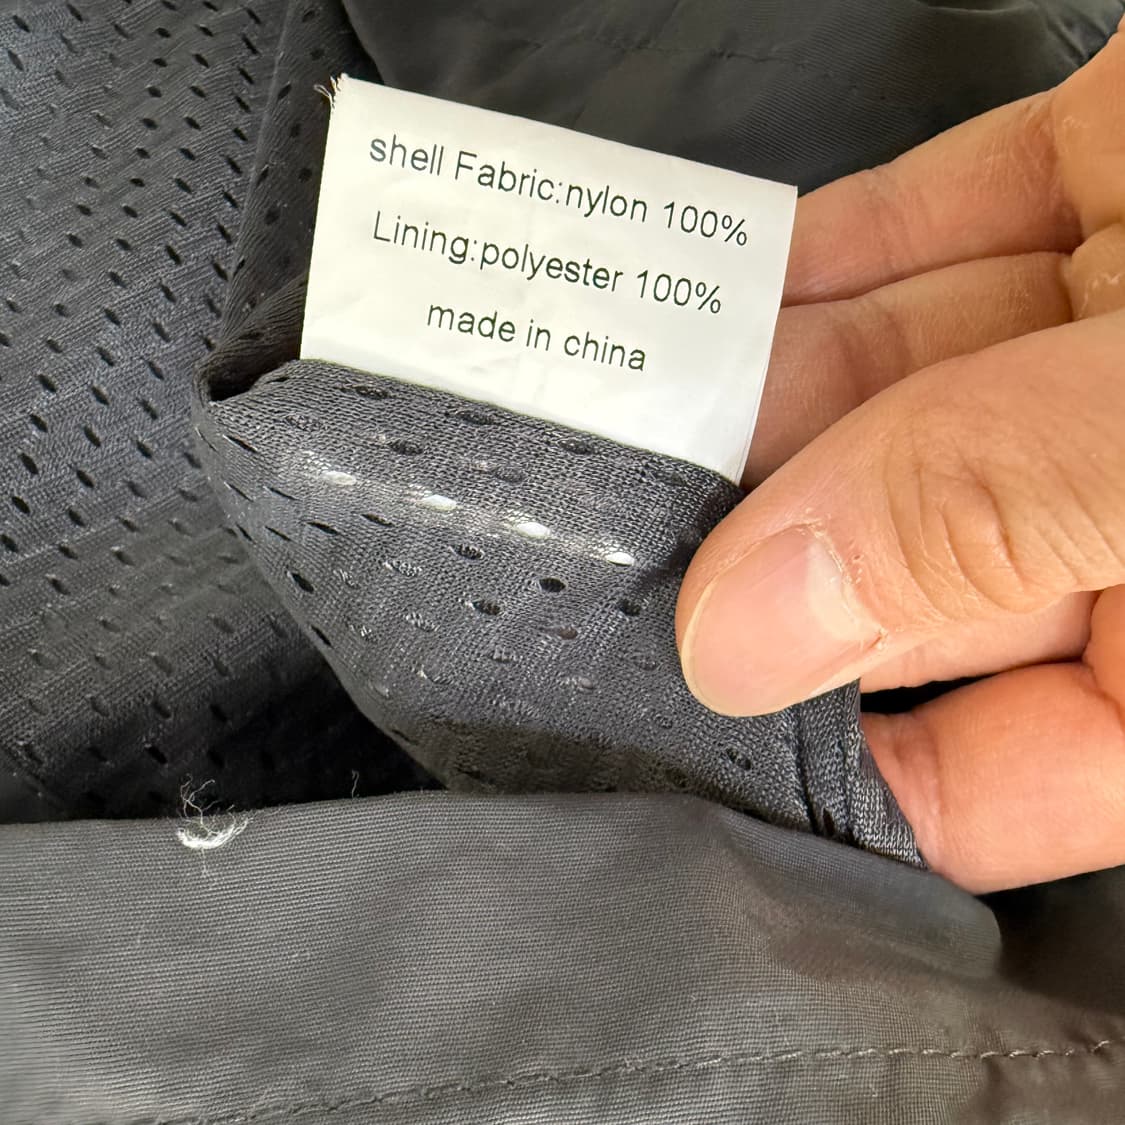 shell Fabric:nylon 100%
Lining:polyester 100%
made in china